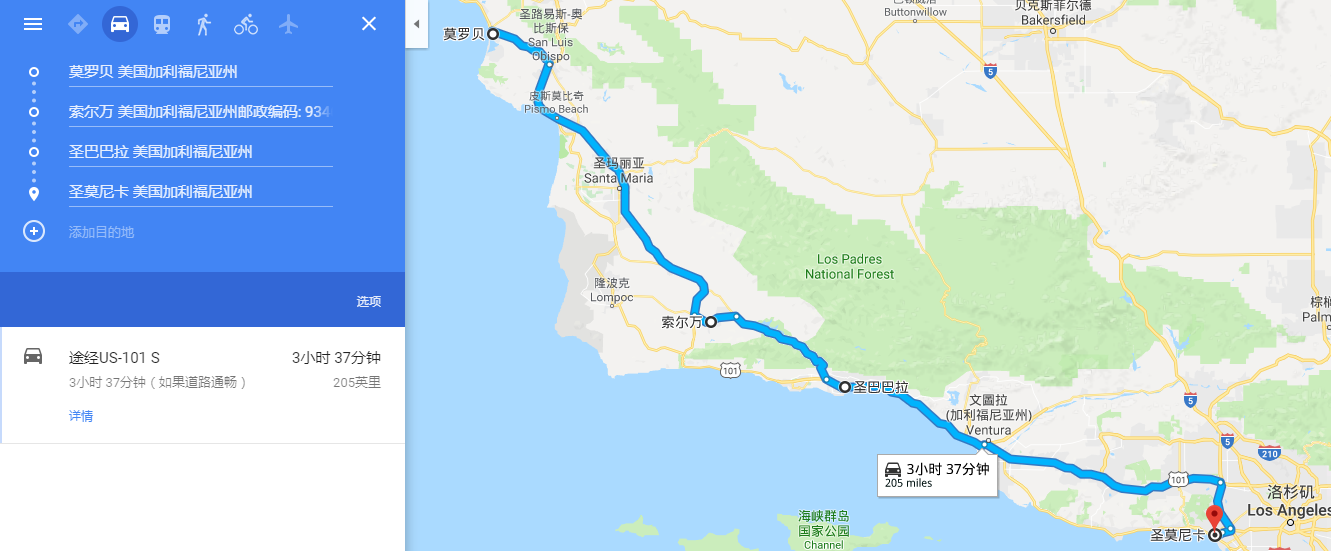 莫罗贝 美国加利福尼亚州
索尔万 美国加利福尼亚州邮政编码: 934
圣巴巴拉 美国加利福尼亚州
圣莫尼卡 美国加利福尼亚州
添加目的地
选项
途经US-101 S
3小时 37分钟
3小时 37分钟（如果道路通畅）
205英里
详情
圣路易斯-奥
比斯保
San Luis
Obispo
莫罗贝
Buttonwillow
贝克斯菲尔德
Bakersfield
5
皮斯莫比奇
Pismo Beach
圣玛丽亚
Santa Maria
Los Padres
National Forest
隆波克
Lompoc
索尔万
101
圣巴巴拉
文圖拉
(加利福尼亚州)
Ventura
3小时 37分钟
205 miles
5
5
210
101
棕榈
Palm
洛杉矶
Los Angeles
圣莫尼卡
海峡群岛
国家公园
Channel